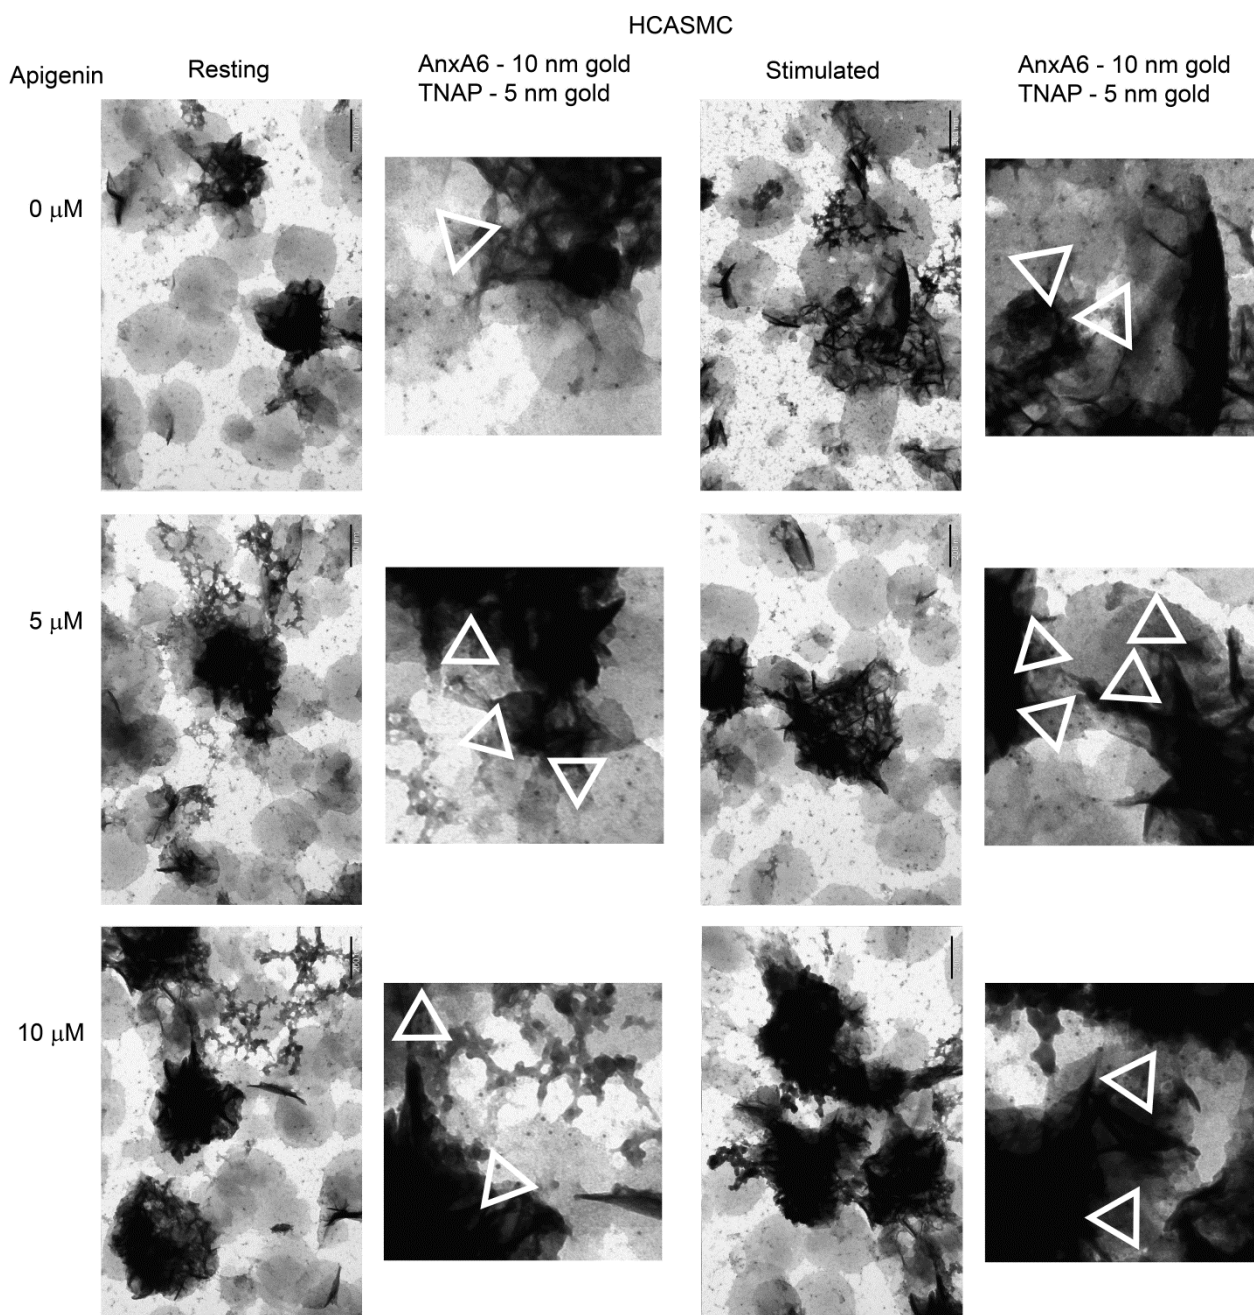 HCASMC
Apigenin
Resting
AnxA6 - 10 nm gold
TNAP - 5 nm gold
Stimulated
AnxA6 - 10 nm gold
TNAP - 5 nm gold
0 μM
5 μM
10 μM